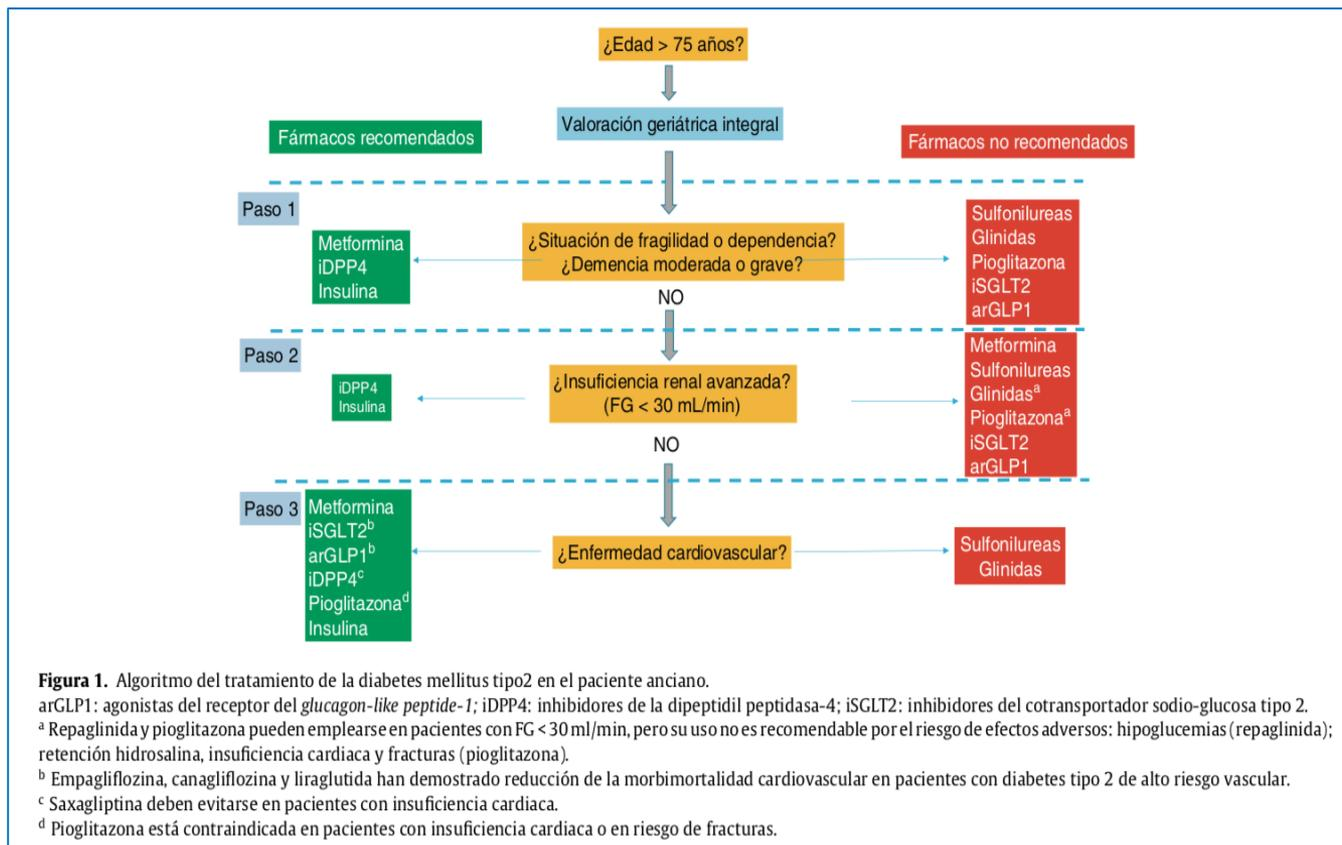 ¿Edad > 75 años?
Valoración geriátrica integral
Fármacos recomendados
Fármacos no recomendados
Paso 1
Metformina
iDPP4
Insulina
¿Situación de fragilidad o dependencia?
¿Demencia moderada o grave?
Sulfonilureas
Glinidas
Pioglitazona
iSGLT2
arGLP1
NO
Paso 2
iDPP4
Insulina
¿Insuficiencia renal avanzada?
(FG < 30 mL/min)
Metformina
Sulfonilureas
Glinidasª
Pioglitazonaª
iSGLT2
arGLP1
NO
Paso 3
Metformina
iSGLT2ᵇ
arGLP1ᵇ
iDPP4ᶜ
Pioglitazonaᵈ
Insulina
¿Enfermedad cardiovascular?
Sulfonilureas
Glinidas
Figura 1. Algoritmo del tratamiento de la diabetes mellitus tipo2 en el paciente anciano.
arGLP1: agonistas del receptor del glucagon-like peptide-1; iDPP4: inhibidores de la dipeptidil peptidasa-4; iSGLT2: inhibidores del cotransportador sodio-glucosa tipo 2.
ª Repaglinida y pioglitazona pueden emplearse en pacientes con FG < 30 ml/min, pero su uso no es recomendable por el riesgo de efectos adversos: hipoglucemias (repaglinida);
retención hidrosalina, insuficiencia cardiaca y fracturas (pioglitazona).
ᵇ Empagliflozina, canagliflozina y liraglutida han demostrado reducción de la morbimortalidad cardiovascular en pacientes con diabetes tipo 2 de alto riesgo vascular.
ᶜ Saxagliptina deben evitarse en pacientes con insuficiencia cardiaca.
ᵈ Pioglitazona está contraindicada en pacientes con insuficiencia cardiaca o en riesgo de fracturas.